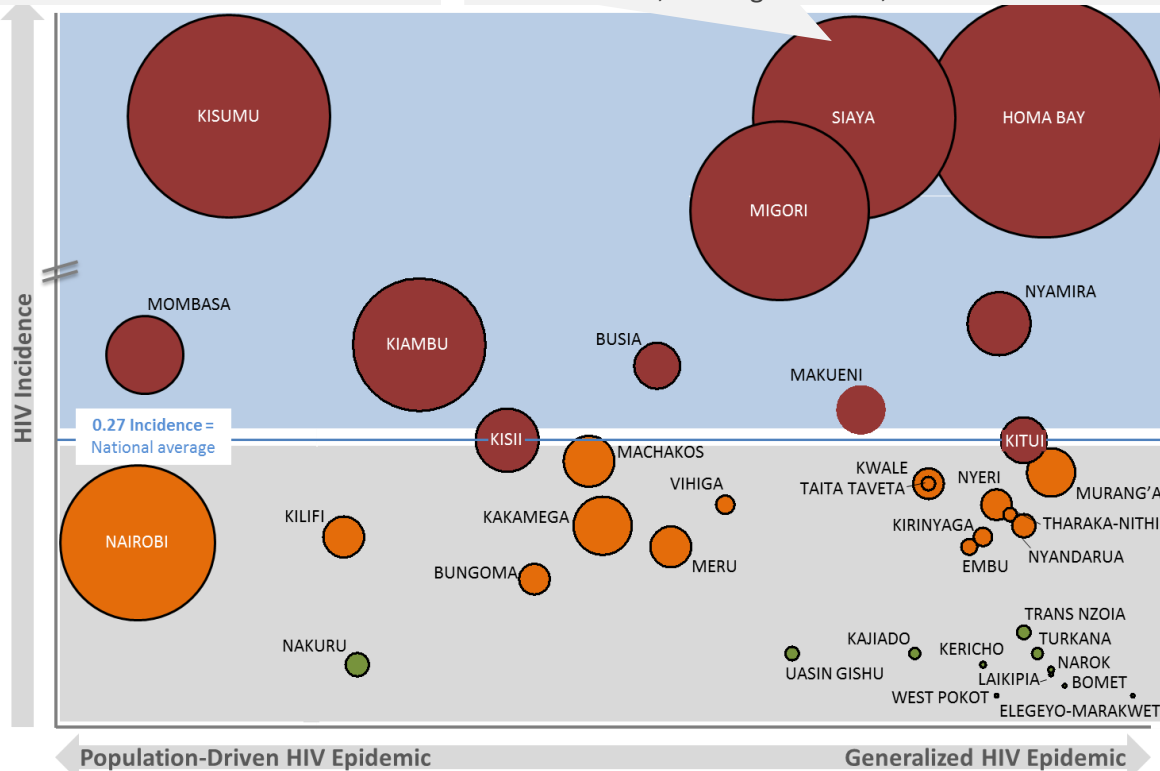 KISUMU
SIAYA
HOMA BAY
MIGORI
HIV Incidence
MOMBASA
NYAMIRA
KIAMBU
BUSIA
MAKUENI
0.27 Incidence =
National average
KISII
KITUI
MACHAKOS
KWALE
TAITA TAVETA
NYERI
VIHIGA
MURANG'A
KILIFI
KAKAMEGA
KIRINYAGA
THARAKA-NITHI
NAIROBI
NYANDARUA
MERU
EMBU
BUNGOMA
TRANS NZOIA
NAKURU
KAJIADO
TURKANA
KERICHO
NAROK
UASIN GISHU
LAIKIPIA
BOMET
WEST POKOT
ELEGEYO-MARAKWET
Population-Driven HIV Epidemic
Generalized HIV Epidemic